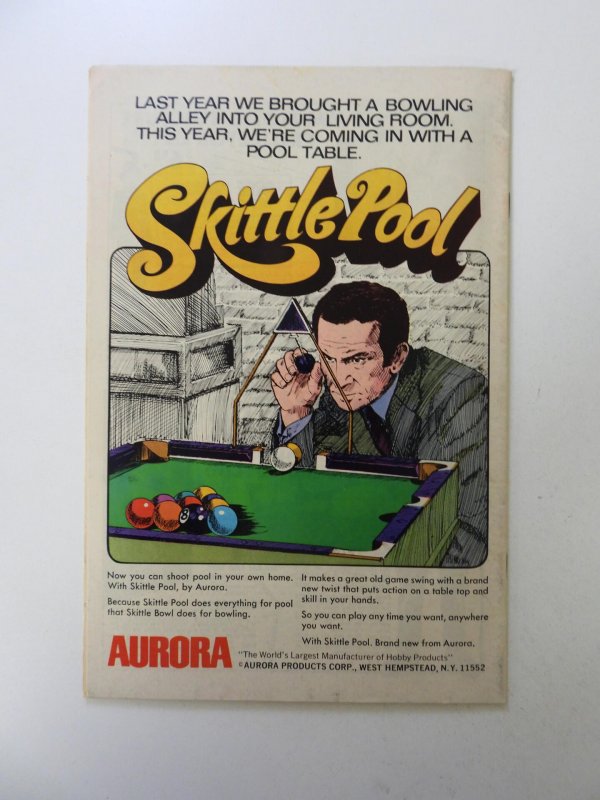 LAST YEAR WE BROUGHT A BOWLING
ALLEY INTO YOUR LIVING ROOM.
THIS YEAR, WE'RE COMING IN WITH A
POOL TABLE.
Skittle Pool
8
Now you can shoot pool in your own home.
With Skittle Pool, by Aurora.
Because Skittle Pool does everything for pool
that Skittle Bowl does for bowling.
It makes a great old game swing with a brand
new twist that puts action on a table top and
skill in your hands.
So you can play any time you want, anywhere
you want.
With Skittle Pool. Brand new from Aurora.
AURORA
"The World's Largest Manufacturer of Hobby Products"
©AURORA PRODUCTS CORP., WEST HEMPSTEAD, N.Y. 11552